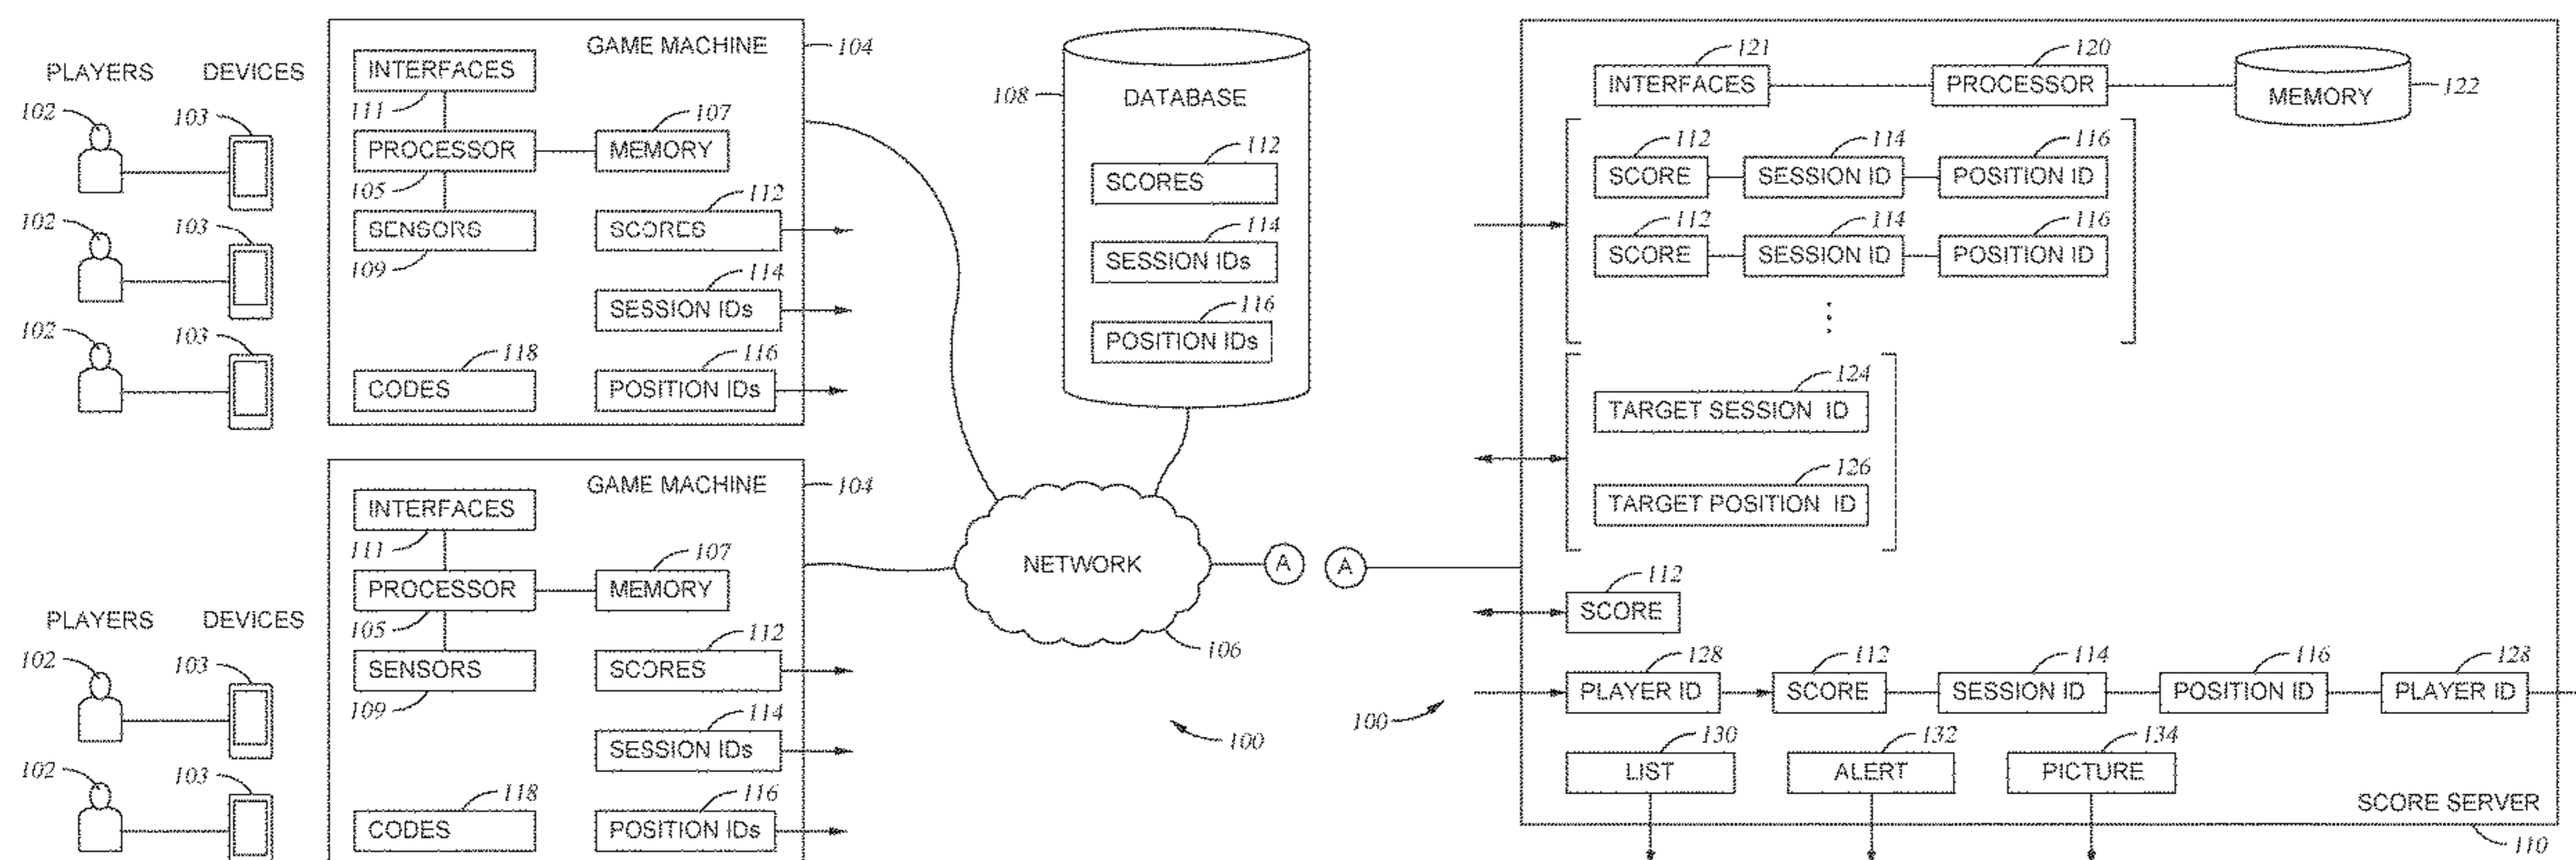 PLAYERS DEVICES
102 103
102 103
102 103
GAME MACHINE 104
INTERFACES
111 107
PROCESSOR MEMORY
105 112
SENSORS SCORES
109 114
SESSION IDs
118 116
CODES POSITION IDs
PLAYERS DEVICES
102 103
102 103
GAME MACHINE 104
INTERFACES
111 107
PROCESSOR MEMORY
105 112
SENSORS SCORES
109 114
SESSION IDs
118 116
CODES POSITION IDs
108
DATABASE
112
SCORES
114
SESSION IDs
116
POSITION IDs
NETWORK
106
A A
100
100
121 120
INTERFACES PROCESSOR MEMORY 122
112 114 116
SCORE SESSION ID POSITION ID
112 114 116
SCORE SESSION ID POSITION ID
124
TARGET SESSION ID
126
TARGET POSITION ID
112
SCORE
128 112 114 116 128
PLAYER ID SCORE SESSION ID POSITION ID PLAYER ID
130 132 134
LIST ALERT PICTURE
SCORE SERVER
110